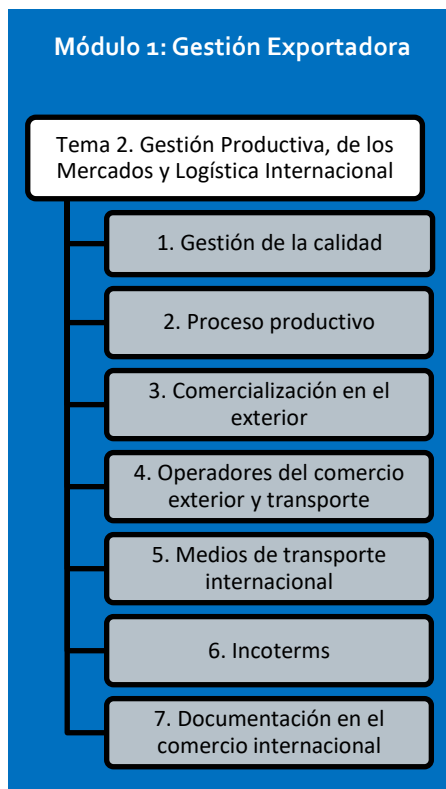 Módulo 1: Gestión Exportadora
Tema 2. Gestión Productiva, de los
Mercados y Logística Internacional
1. Gestión de la calidad
2. Proceso productivo
3. Comercialización en el
exterior
4. Operadores del comercio
exterior y transporte
5. Medios de transporte
internacional
6. Incoterms
7. Documentación en el
comercio internacional